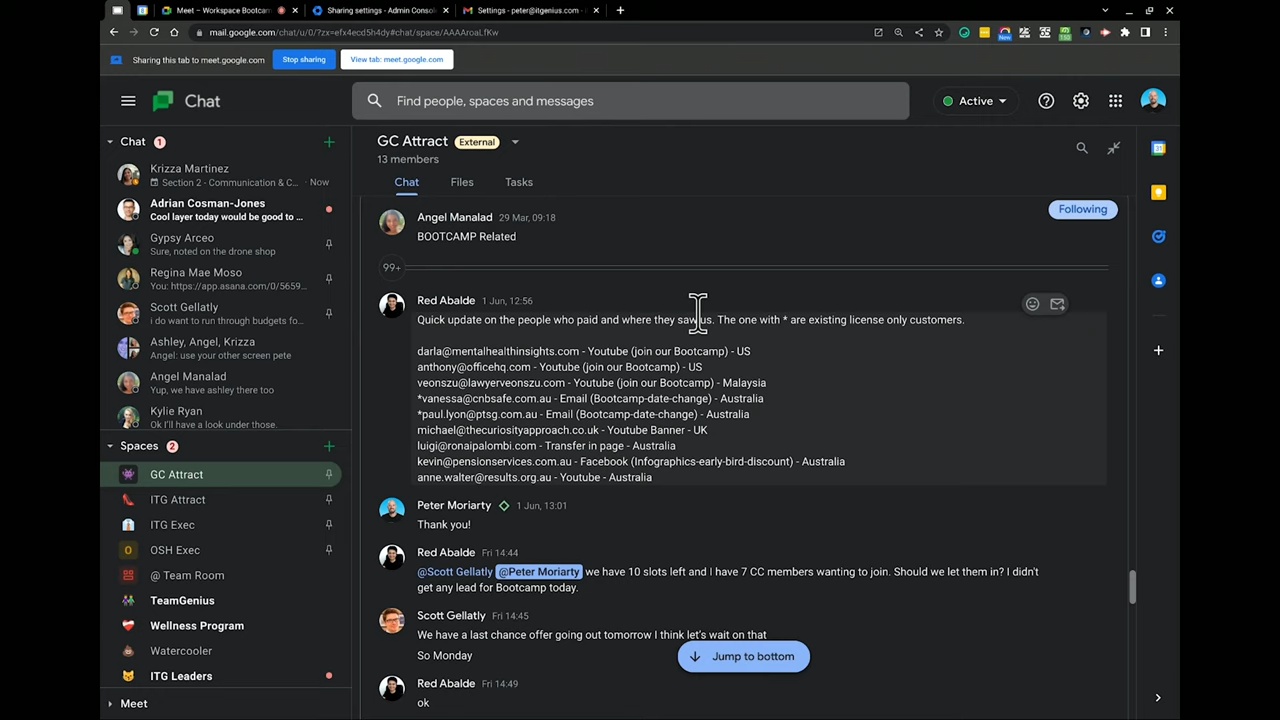 Meet – Workspace Bootcam
Sharing settings - Admin Conso
Settings - peter@itgenius.com
mail.google.com/chat/u/0/?zx=efx4ecd5h4dy#chat/space/AAAAroaLfKw
Sharing this tab to meet.google.com
Stop sharing
View tab: meet.google.com
Chat
Find people, spaces and messages
Active
Chat 1
Krizza Martinez
Section 2 - Communication & C... · Now
Adrian Cosman-Jones
Cool layer today would be good to ...
Gypsy Arceo
Sure, noted on the drone shop
Regina Mae Moso
You: https://app.asana.com/0/5659...
Scott Gellatly
Let's definitely see if we can get the...
Ashley, Angel, Krizza
Angel: use your other screen pete
Angel Manalad
Yup, we have ashley there too
Kylie Ryan
Ok I'll have a look under there.
Spaces 2
GC Attract
ITG Attract
ITG Exec
OSH Exec
@ Team Room
TeamGenius
Wellness Program
Watercooler
ITG Leaders
Meet
GC Attract External
13 members
Chat Files Tasks
Following
Angel Manalad 29 Mar, 09:18
BOOTCAMP Related
99+
Red Abalde 1 Jun, 12:56
Quick update on the people who paid and where they saw us. The one with * are existing license only customers.
darla@mentalhealthinsights.com - Youtube (join our Bootcamp) - US
anthony@officehq.com - Youtube (join our Bootcamp) - US
veonszu@lawyerveonszu.com - Youtube (join our Bootcamp) - Malaysia
*vanessa@cnbsafe.com.au - Email (Bootcamp-date-change) - Australia
*paul.lyon@ptsg.com.au - Email (Bootcamp-date-change) - Australia
michael@thecuriosityapproach.co.uk - Youtube Banner - UK
luigi@ronaipalombi.com - Transfer in page - Australia
kevin@pensionservices.com.au - Facebook (Infographics-early-bird-discount) - Australia
anne.walter@results.org.au - Youtube - Australia
Peter Moriarty 1 Jun, 13:01
Thank you!
Red Abalde Fri 14:44
@Scott Gellatly @Peter Moriarty we have 10 slots left and I have 7 CC members wanting to join. Should we let them in? I didn't
get any lead for Bootcamp today.
Scott Gellatly Fri 14:45
We have a last chance offer going out tomorrow I think let's wait on that
So Monday
Jump to bottom
Red Abalde Fri 14:49
ok